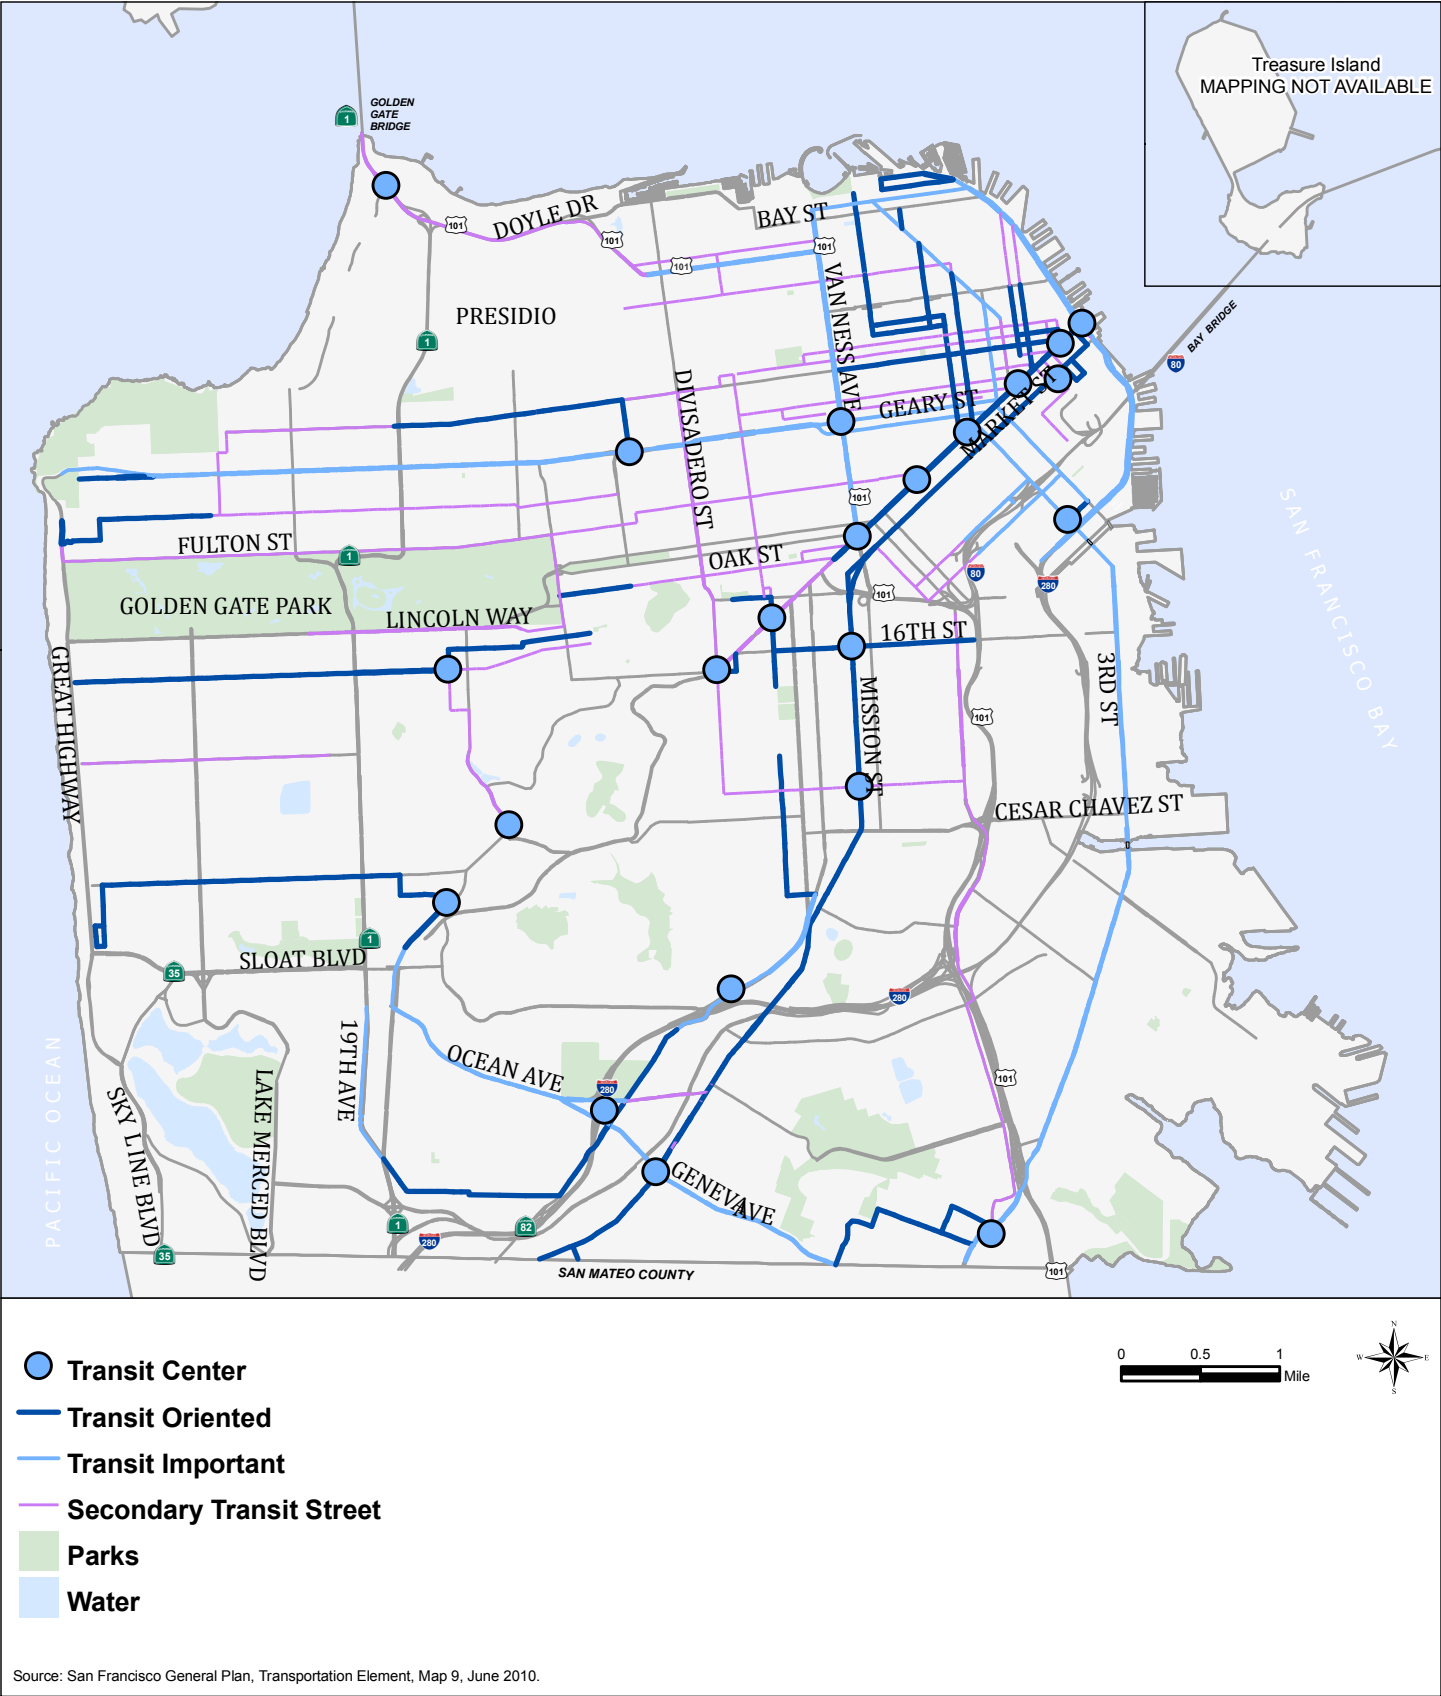 Treasure Island
MAPPING NOT AVAILABLE
1
GOLDEN
GATE
BRIDGE
101
DOYLE DR
101
BAY ST
101
101
PRESIDIO
1
VAN NESS AVE
BAY BRIDGE
80
DIVISADERO ST
GEARY ST
MARKET ST
101
SAN FRANCISCO BAY
FULTON ST
1
OAK ST
80
280
101
GOLDEN GATE PARK
LINCOLN WAY
16TH ST
GREAT HIGHWAY
3RD ST
MISSION ST
101
CESAR CHAVEZ ST
1
SLOAT BLVD
35
280
19TH AVE
OCEAN AVE
280
101
PACIFIC OCEAN
SKY LINE BLVD
LAKE MERCED BLVD
GENEVA AVE
1
280
82
35
SAN MATEO COUNTY
101
N
W
E
S
0 0.5 1
Mile
Transit Center
Transit Oriented
Transit Important
Secondary Transit Street
Parks
Water
Source: San Francisco General Plan, Transportation Element, Map 9, June 2010.